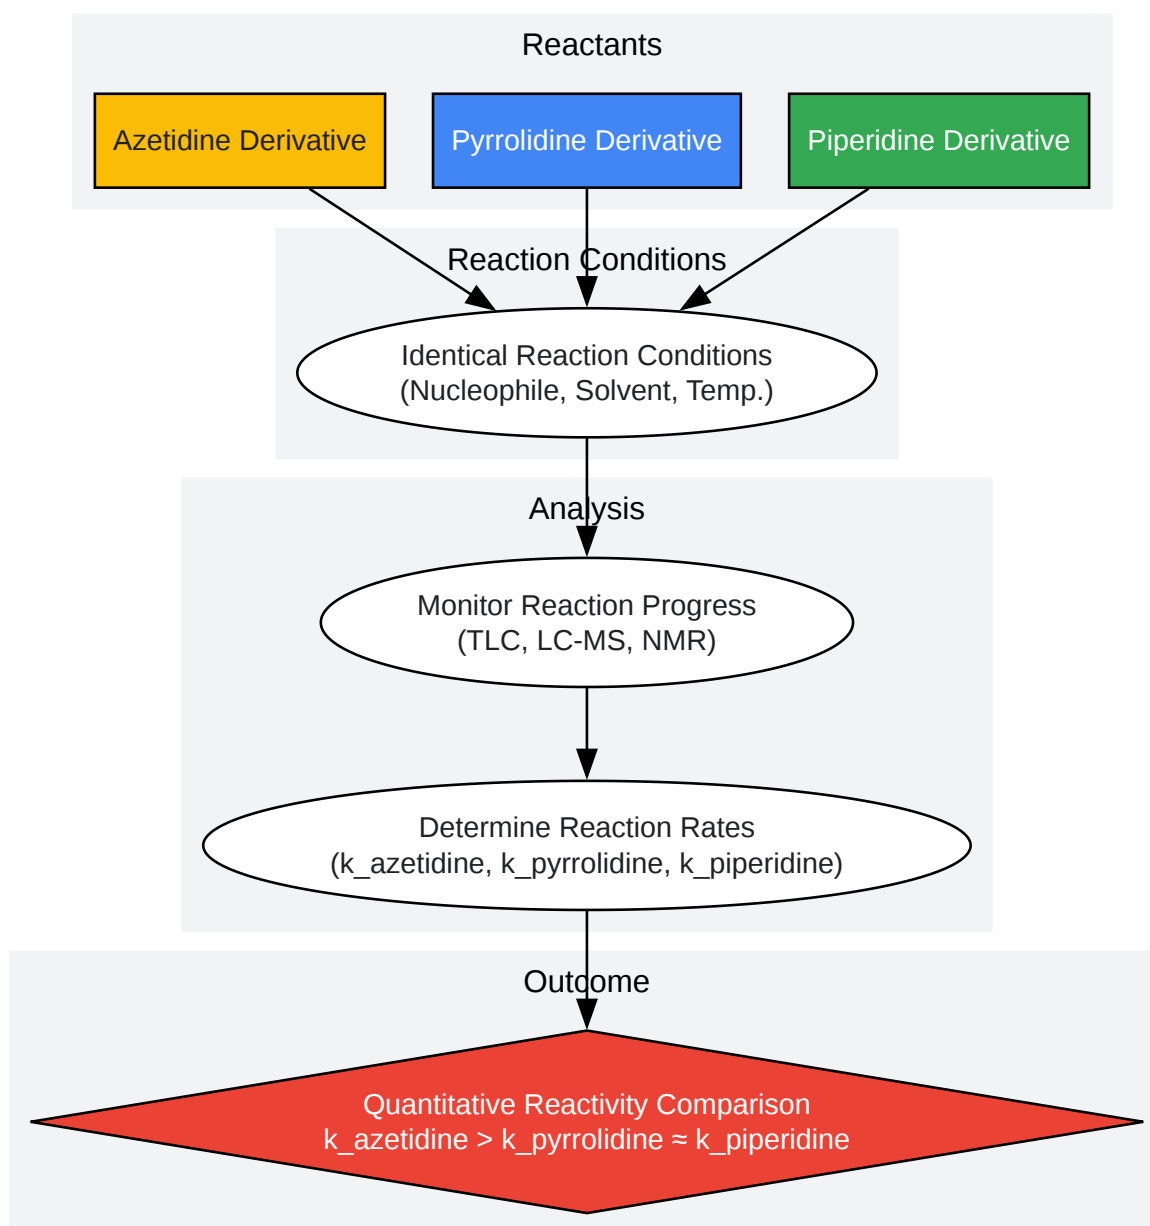 Reactants
Azetidine Derivative
Pyrrolidine Derivative
Piperidine Derivative
Reaction Conditions
Identical Reaction Conditions
(Nucleophile, Solvent, Temp.)
Analysis
Monitor Reaction Progress
(TLC, LC-MS, NMR)
Determine Reaction Rates
(k_azetidine, k_pyrrolidine, k_piperidine)
Outcome
Quantitative Reactivity Comparison
k_azetidine > k_pyrrolidine ≈ k_piperidine